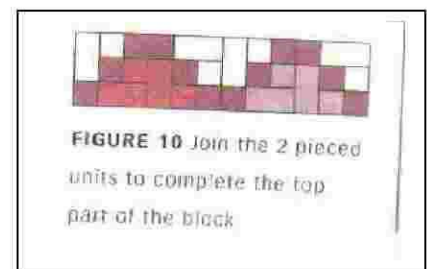 FIGURE 10 Join the 2 pieced
units to complete the top
part of the block